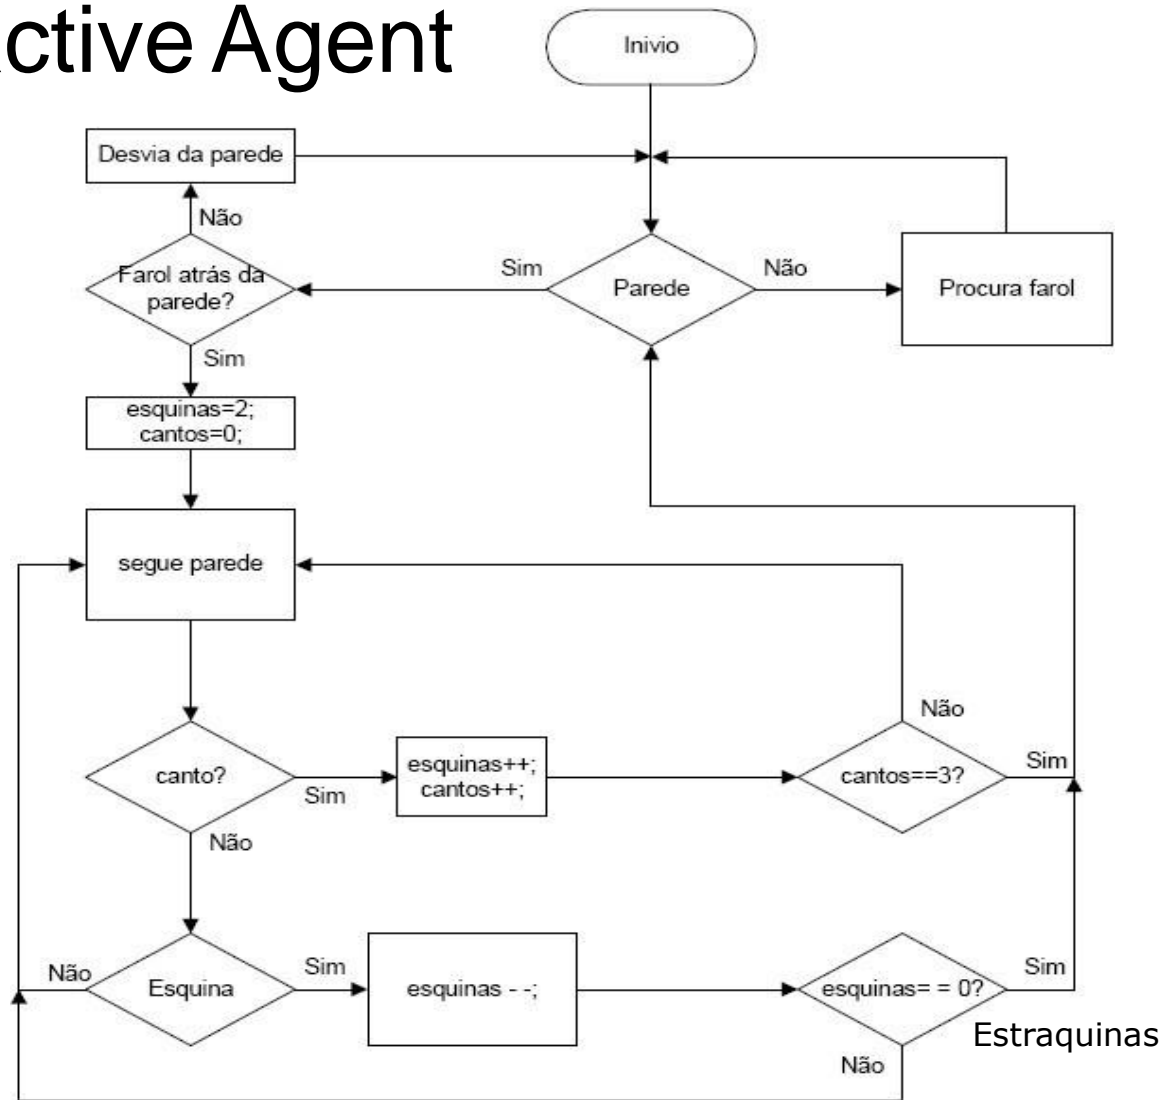 ctive Agent
Inivio
Desvia da parede
Não
Farol atrás da
parede?
Sim
Sim
Parede
Não
Procura farol
esquinas=2;
cantos=0;
segue parede
canto?
Sim
Não
esquinas++;
cantos++;
cantos==3?
Não
Sim
Não
Esquina
Sim
esquinas - -;
esquinas= = 0?
Sim
Não
Estraquinas